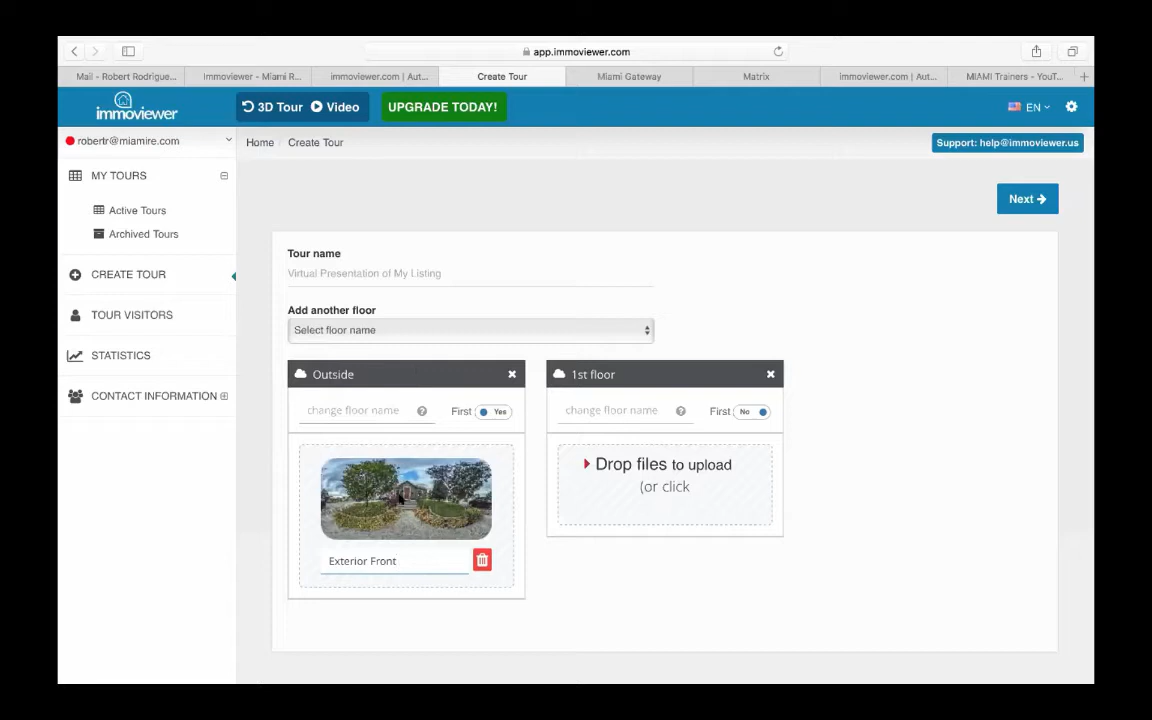 app.immoviewer.com
Mail - Robert Rodrigue...
Immoviewer - Miami R...
immoviewer.com | Aut...
Create Tour
Miami Gateway
Matrix
immoviewer.com | Aut...
MIAMI Trainers - YouT...
immoviewer
3D Tour Video
UPGRADE TODAY!
EN
robertr@miamire.com
Home / Create Tour
Support: help@immoviewer.us
MY TOURS
Active Tours
Archived Tours
CREATE TOUR
TOUR VISITORS
STATISTICS
CONTACT INFORMATION
Next
Tour name
Virtual Presentation of My Listing
Add another floor
Select floor name
Outside
change floor name
First Yes
Exterior Front
1st floor
change floor name
First No
Drop files to upload
(or click